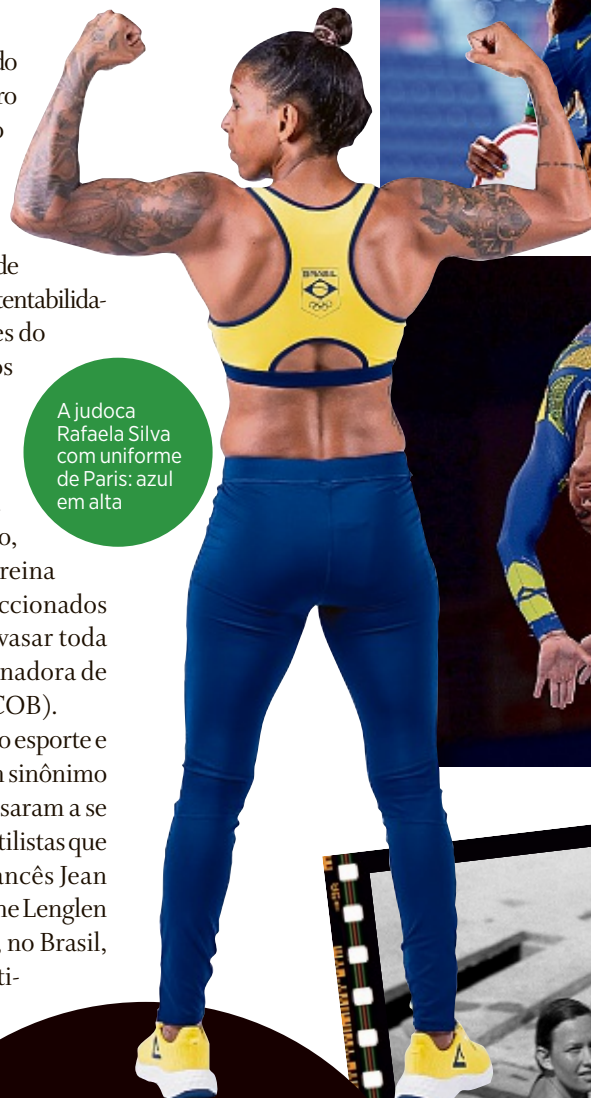 do
ro
o
de
tentabilida-
es do
os
A judoca
Rafaela Silva
com uniforme
de Paris: azul
em alta
o,
reina
ccionados
vasar toda
nadora de
COB).
o esporte e
n sinônimo
saram a se
tilistas que
ancês Jean
ne Lenglen
, no Brasil,
ti-
BRASIL